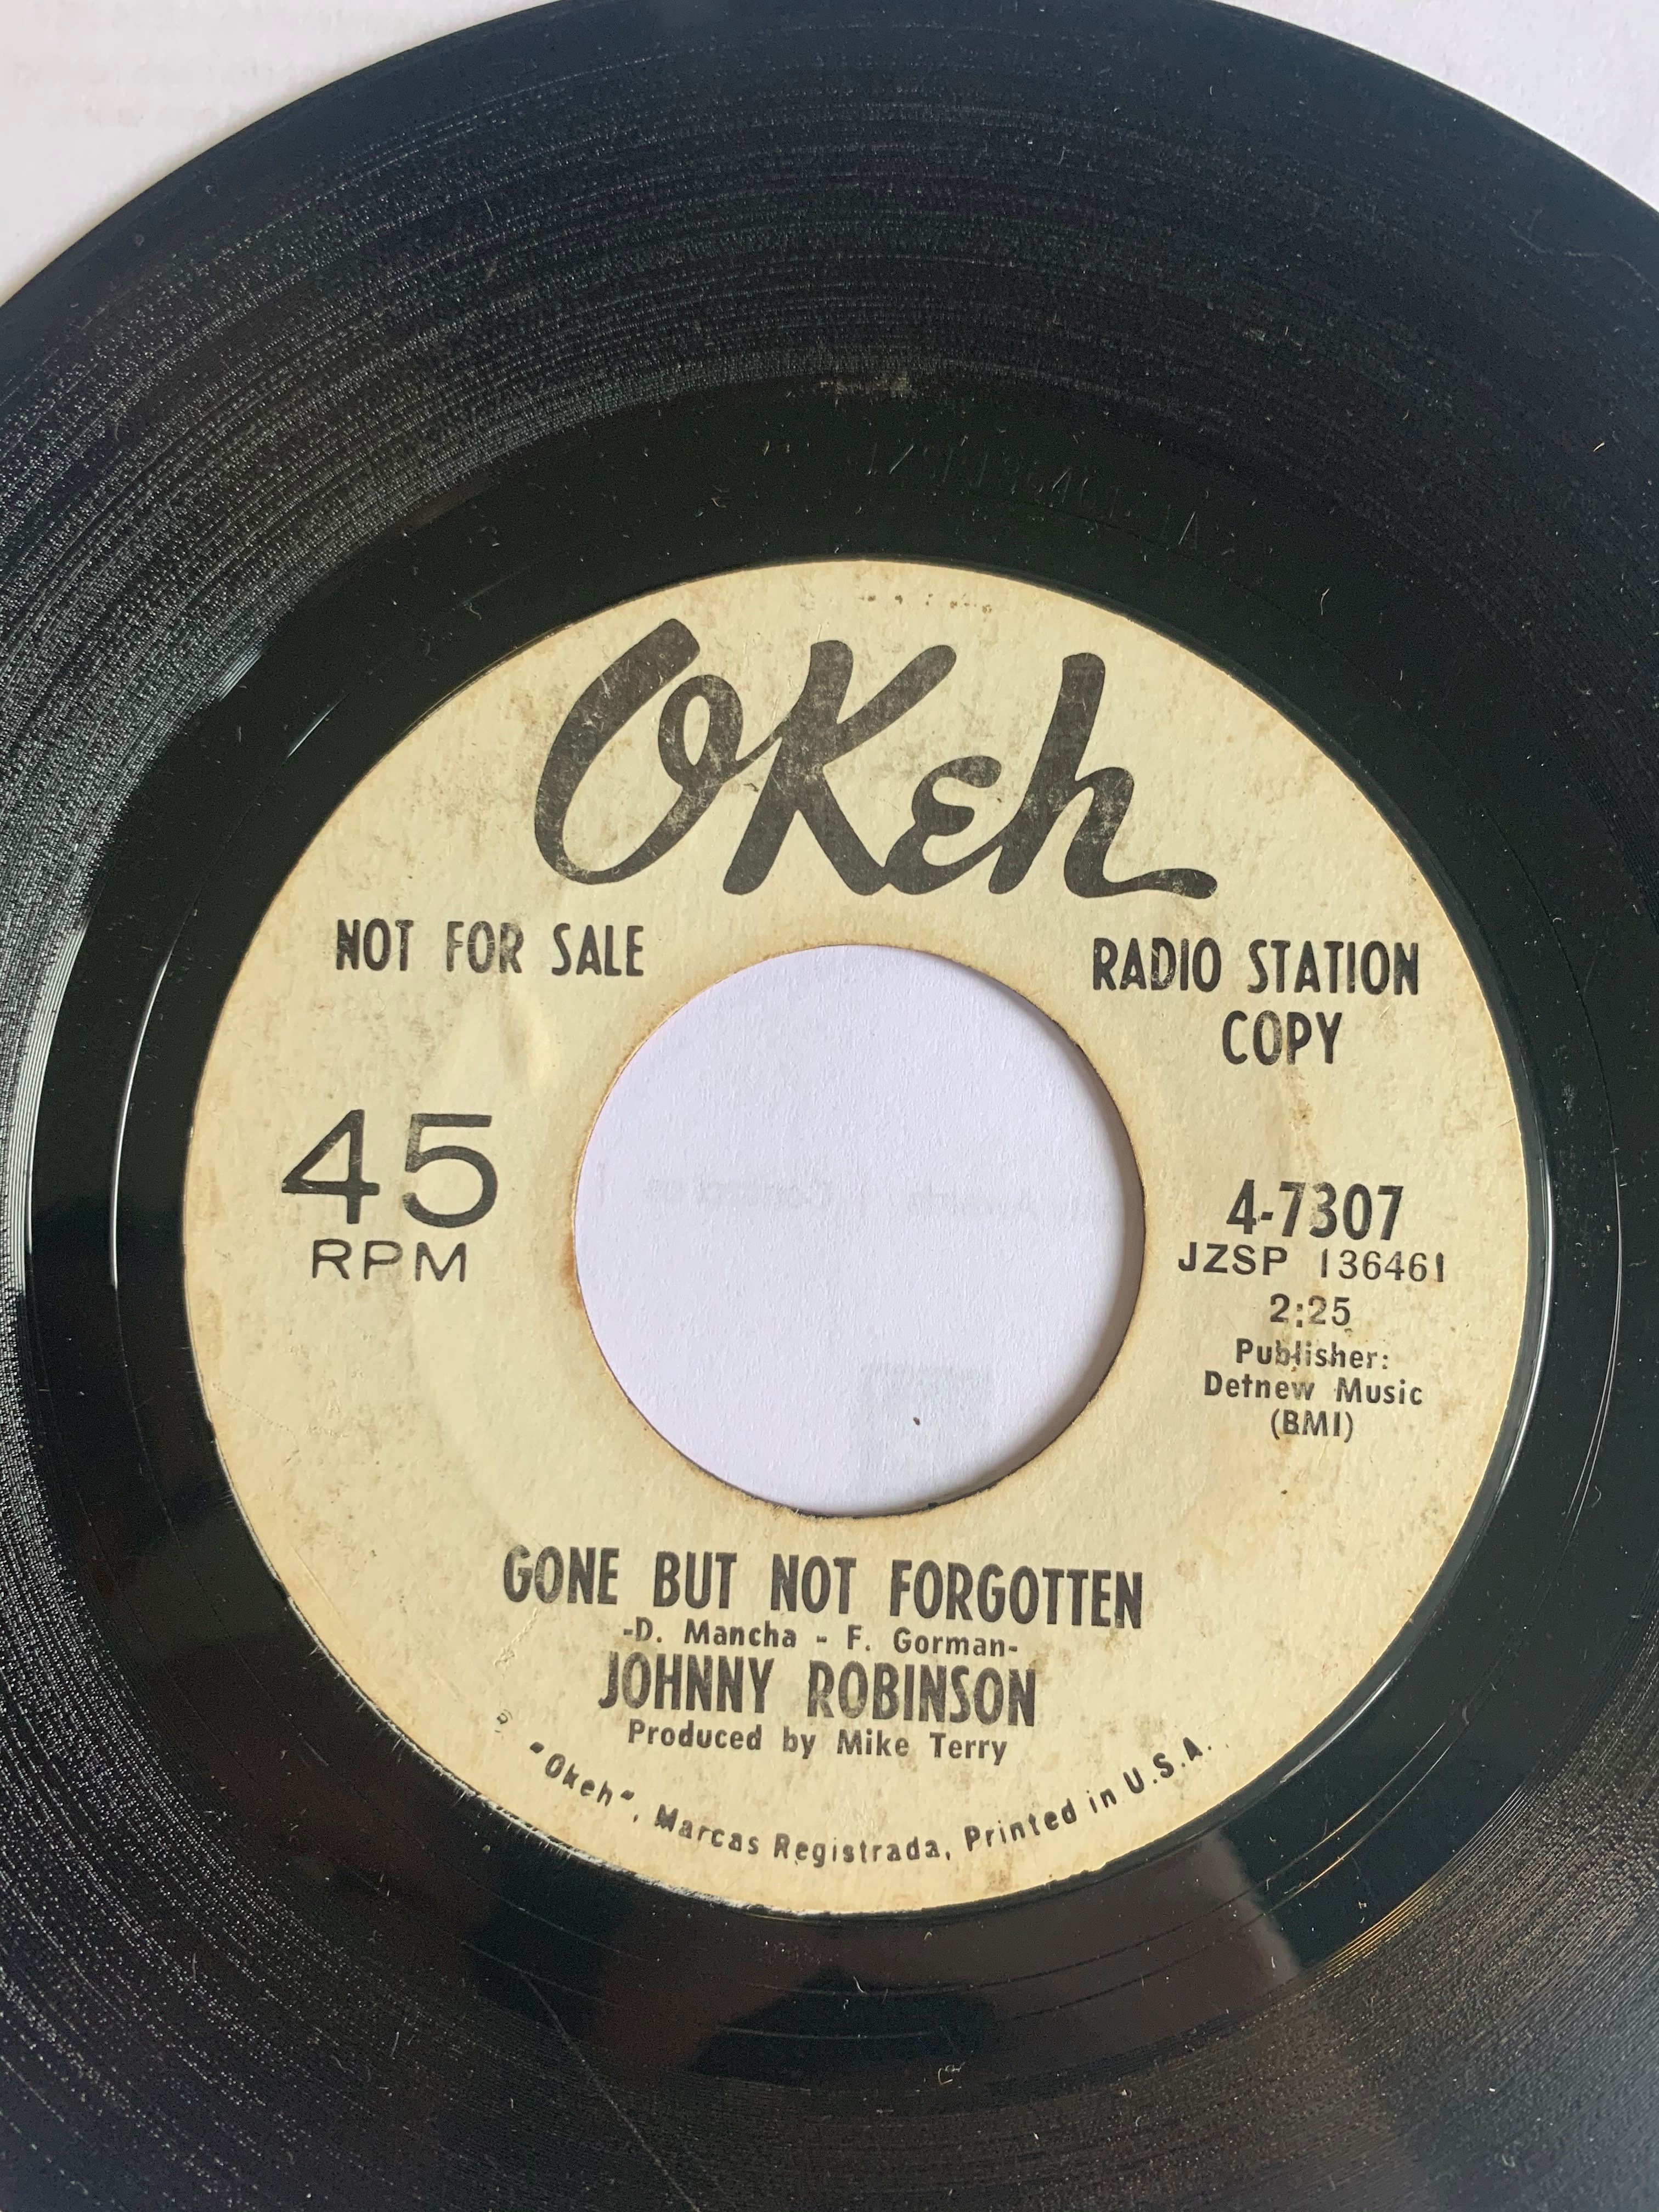 OKeh
NOT FOR SALE
RADIO STATION
COPY
45
RPM
4-7307
JZSP 136461
2:25
Publisher:
Detnew Music
(BMI)
GONE BUT NOT FORGOTTEN
-D. Mancha - F. Gorman-
JOHNNY ROBINSON
Produced by Mike Terry
"Okeh", Marcas Registrada, Printed in U.S.A.